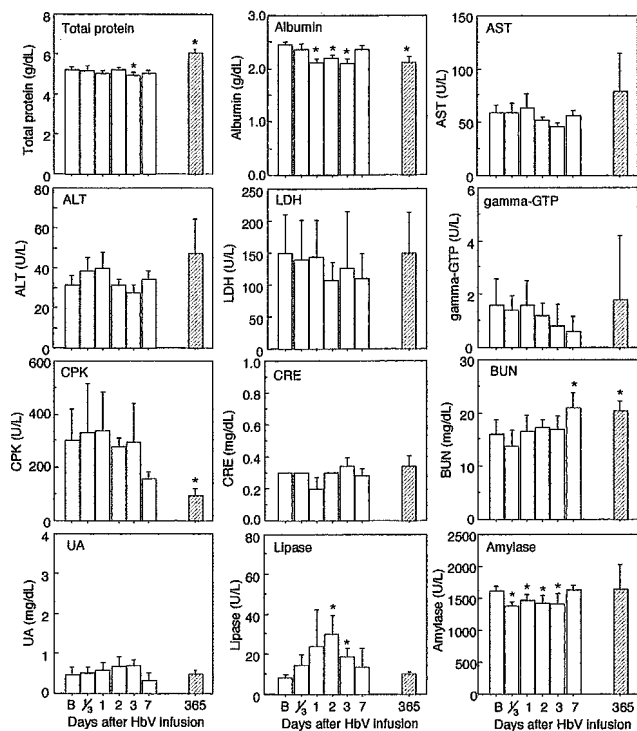 Total protein
Total protein (g/dL)
8
6
4
2
0
*
*
Albumin
Albumin (g/dL)
3.0
2.0
1.0
0.0
* * *
*
AST
AST (U/L)
150
100
50
0
ALT
ALT (U/L)
80
60
40
20
0
LDH
LDH (U/L)
250
200
150
100
50
0
gamma-GTP
gamma-GTP (U/L)
6
4
2
0
CPK
CPK (U/L)
600
400
200
0
*
CRE
CRE (mg/dL)
0.8
0.6
0.4
0.2
0.0
BUN
BUN (mg/dL)
30
20
10
0
*
*
UA
UA (mg/dL)
4
3
2
1
0
B 1/3 1 2 3 7 365
Days after HbV infusion
Lipase
Lipase (U/L)
60
40
20
0
*
*
B 1/3 1 2 3 7 365
Days after HbV infusion
Amylase
Amylase (U/L)
2500
2000
1500
1000
500
0
* * * *
B 1/3 1 2 3 7 365
Days after HbV infusion